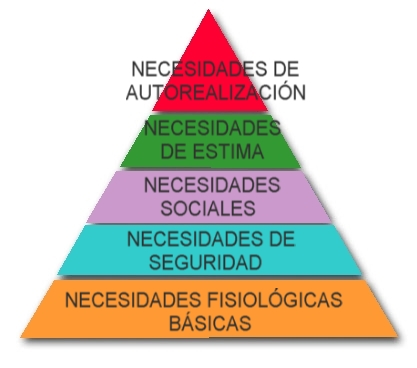 NECESIDADES DE
AUTOREALIZACIÓN
NECESIDADES
DE ESTIMA
NECESIDADES
SOCIALES
NECESIDADES DE
SEGURIDAD
NECESIDADES FISIOLÓGICAS
BÁSICAS